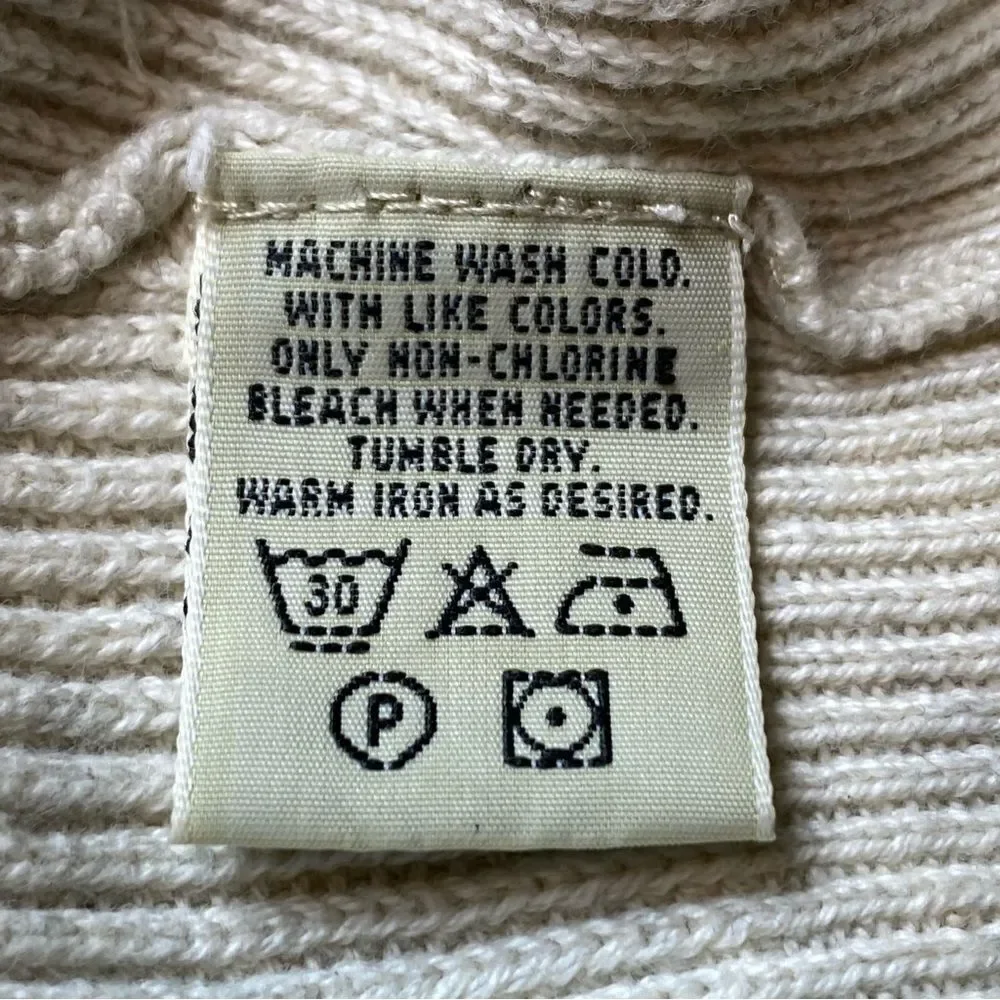 MACHINE WASH COLD.
WITH LIKE COLORS.
ONLY NON-CHLORINE
BLEACH WHEN NEEDED.
TUMBLE DRY.
WARM IRON AS DESIRED.
30
P